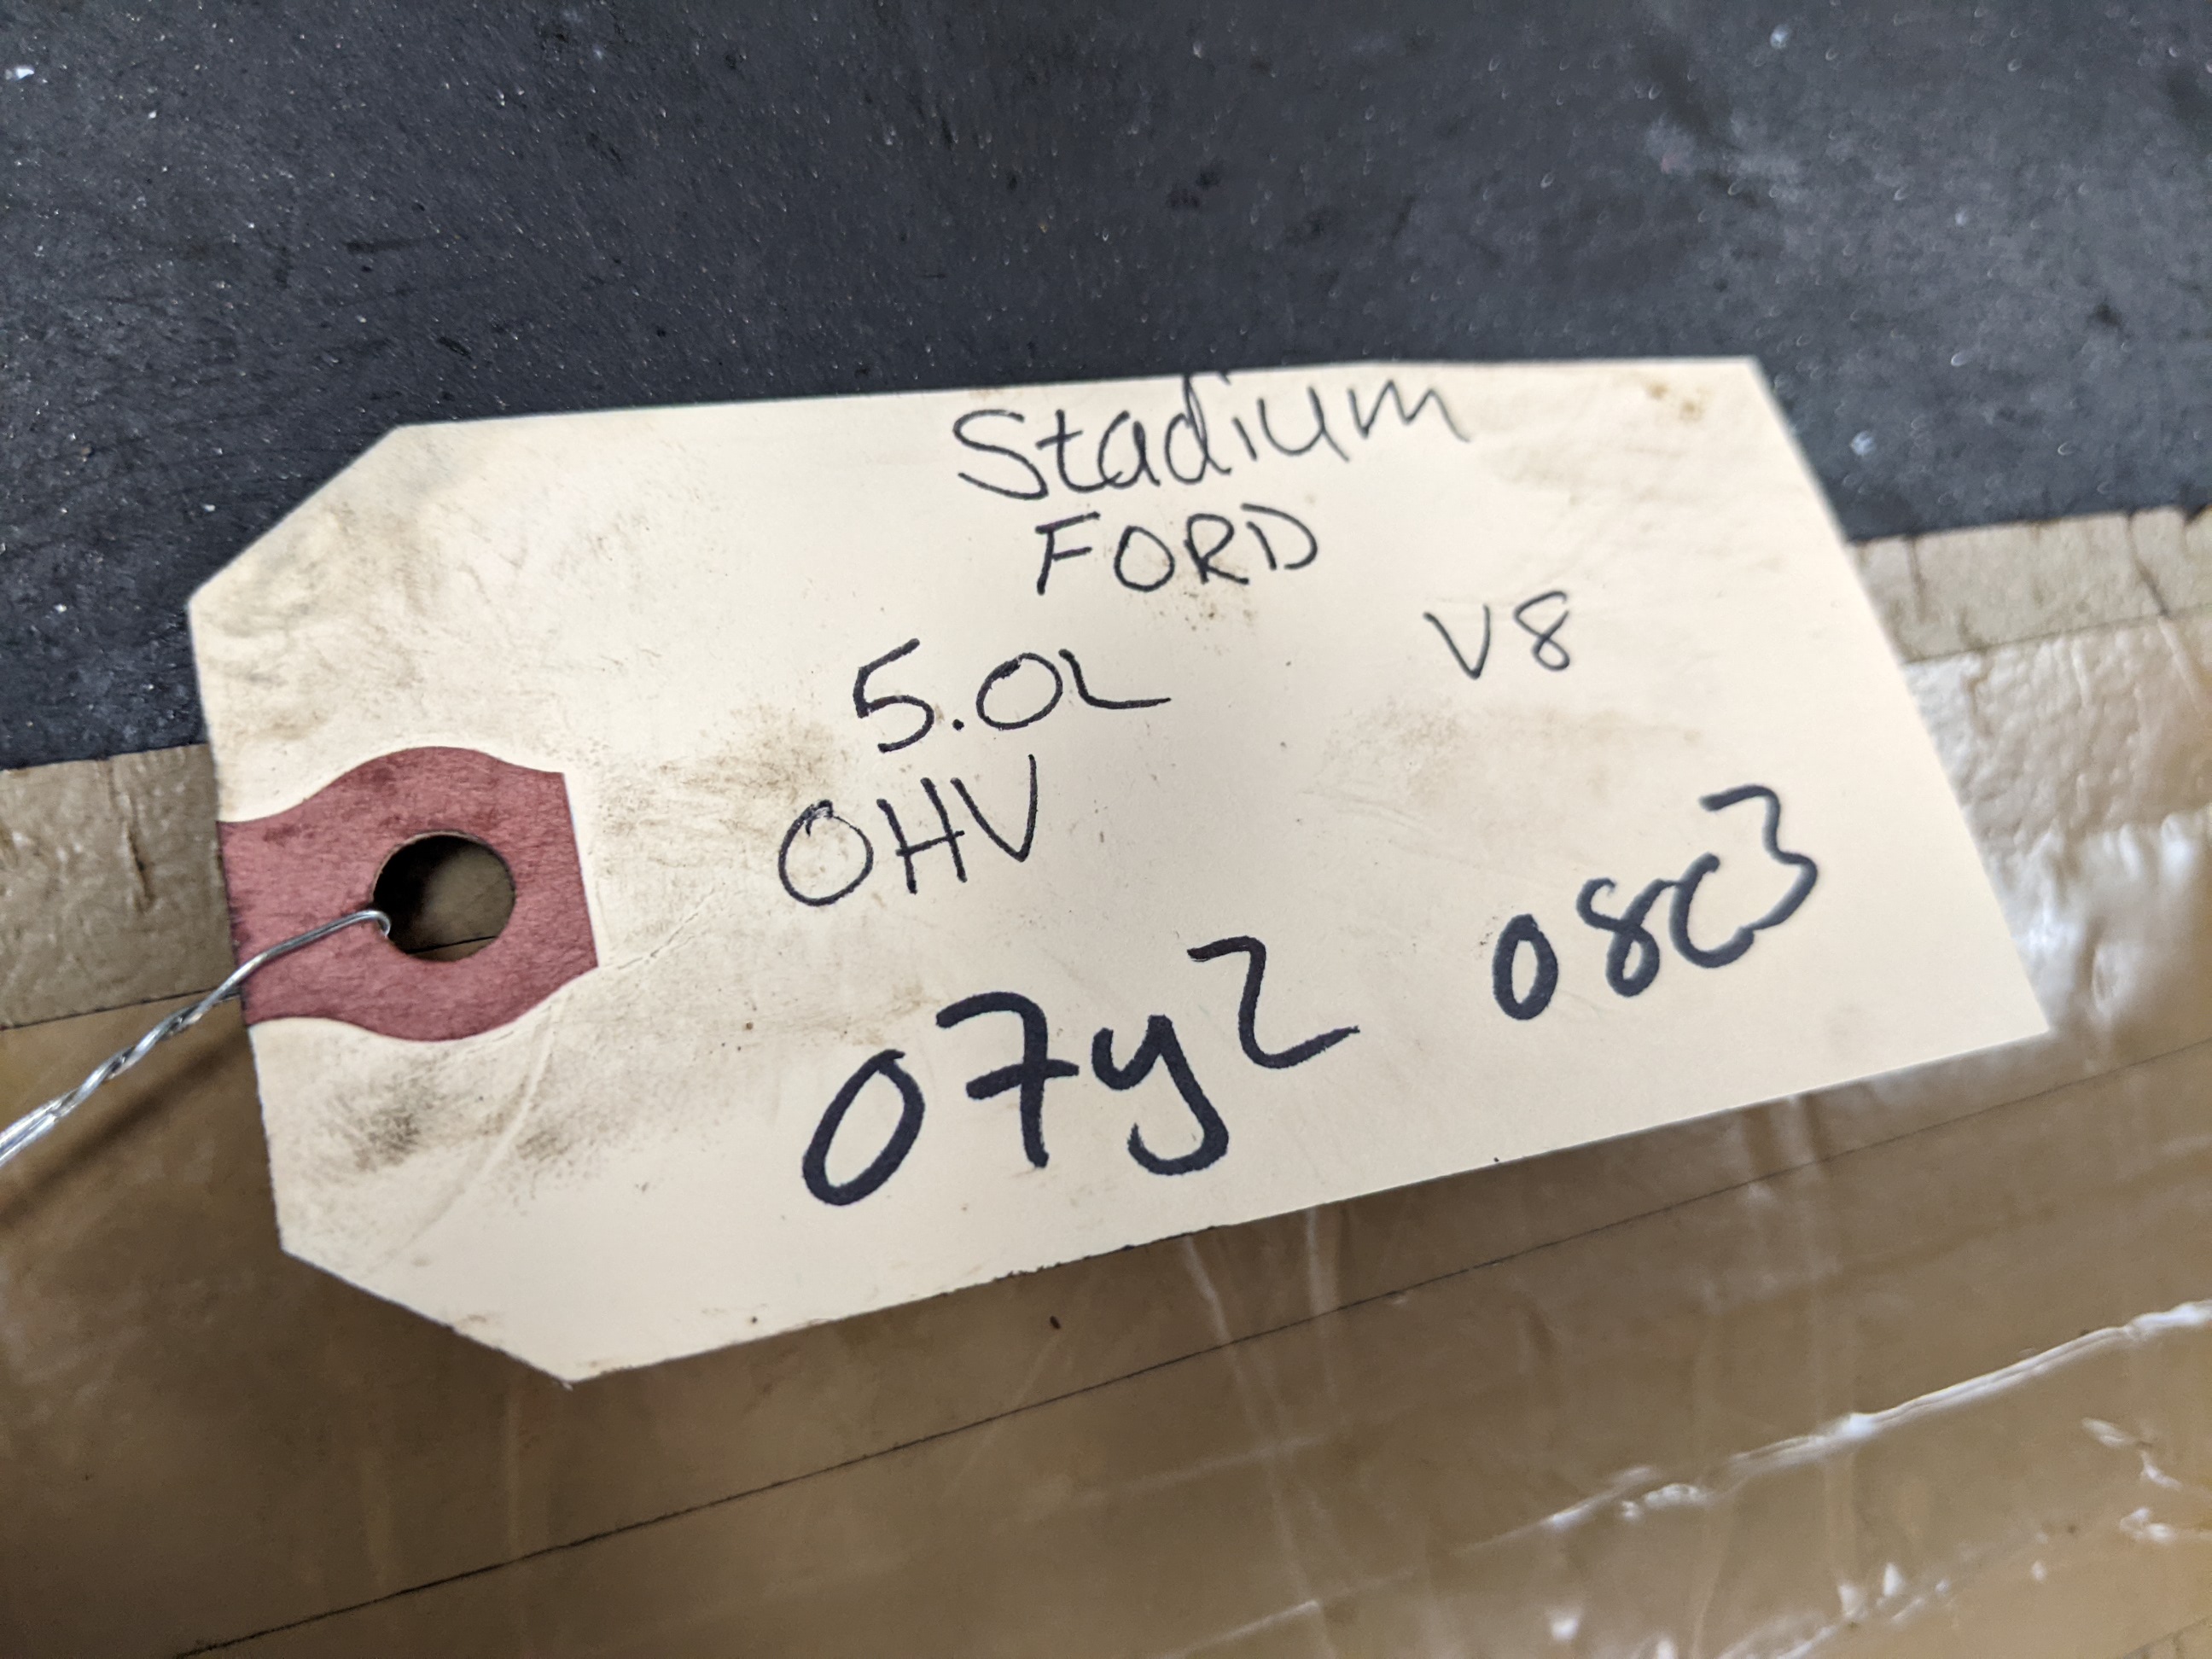 Stadium
FORD
5.0L V8
OHV
07y2 08c3